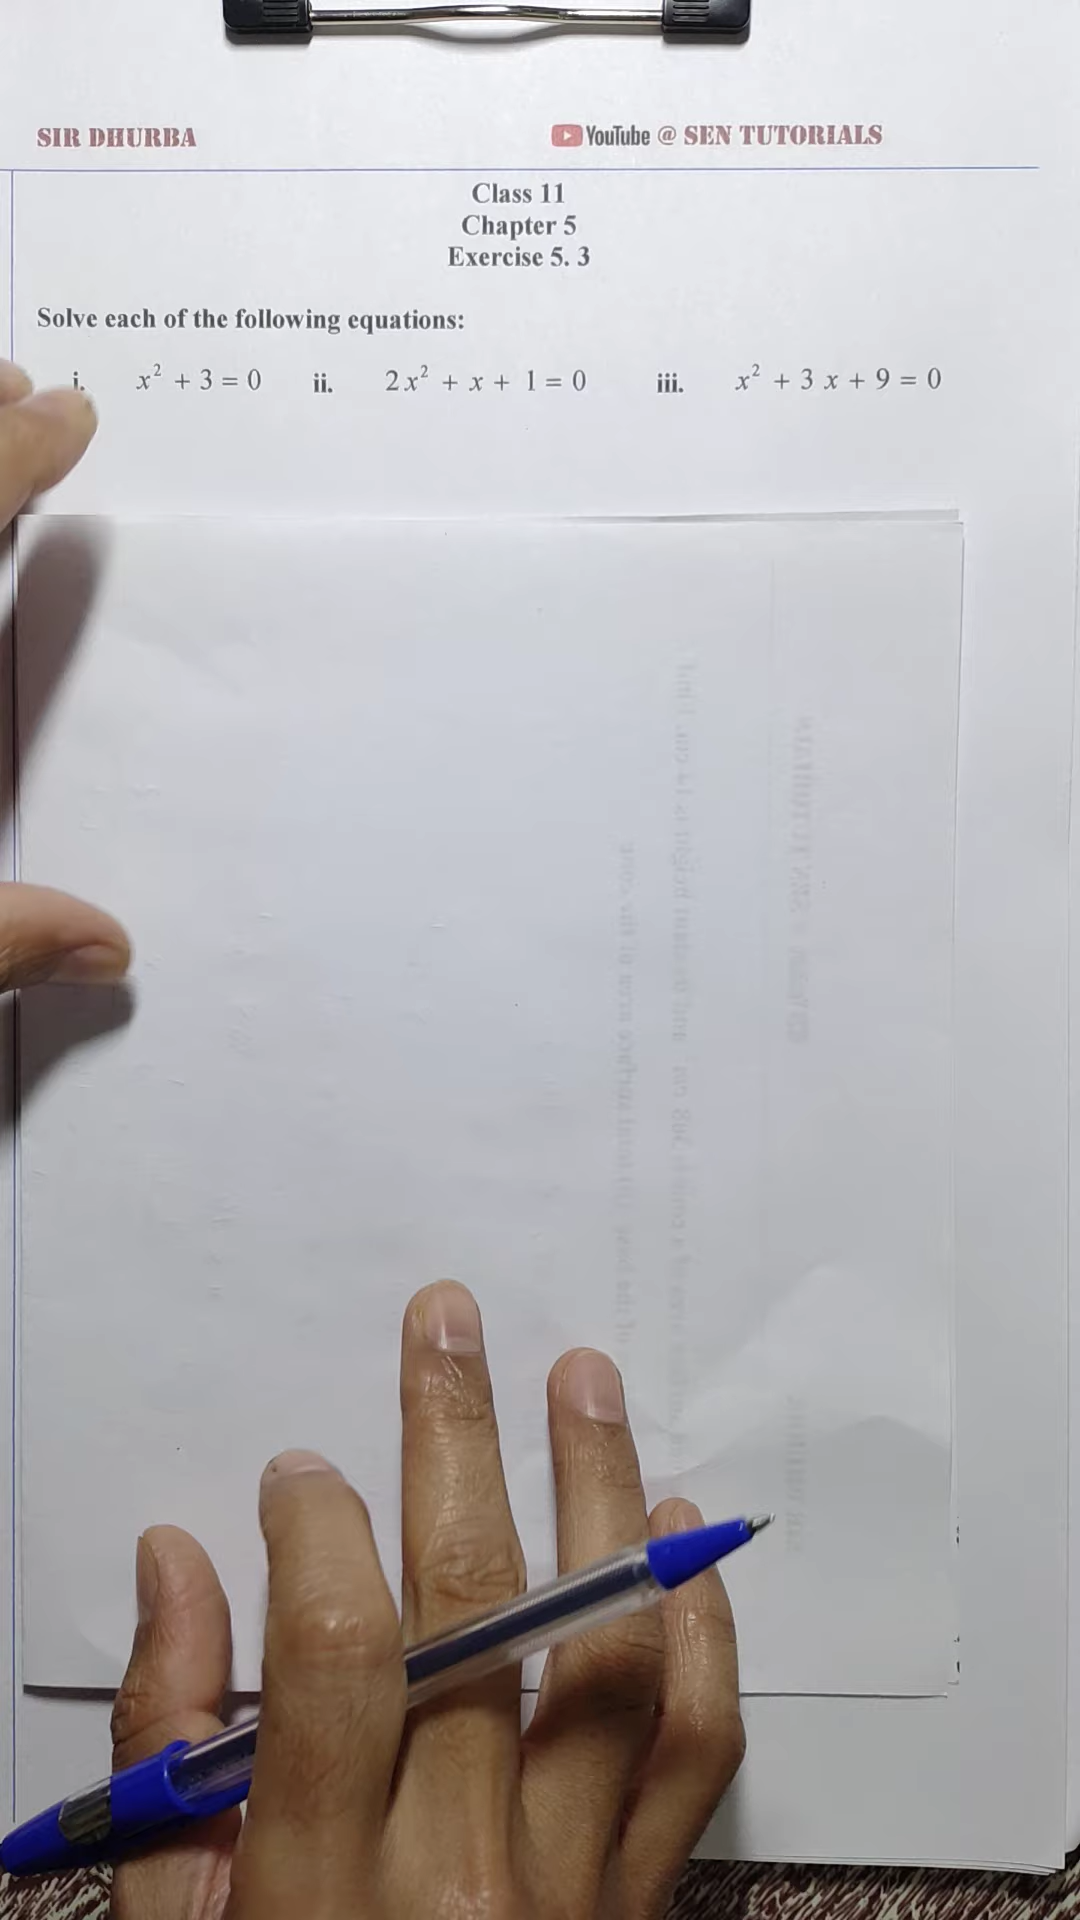 SIR DHURBA YouTube @ SEN TUTORIALS
Class 11
Chapter 5
Exercise 5. 3
Solve each of the following equations:
i. x² + 3 = 0 ii. 2x² + x + 1 = 0 iii. x² + 3 x + 9 = 0